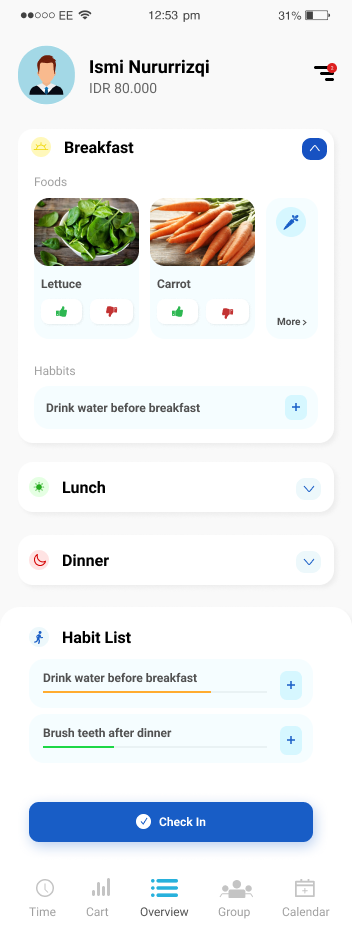 EE 12:53 pm 31%
Ismi Nururrizqi
IDR 80.000
Breakfast
Foods
Lettuce Carrot
More >
Habbits
Drink water before breakfast +
Lunch
Dinner
Habit List
Drink water before breakfast +
Brush teeth after dinner +
Check In
Time Cart Overview Group Calendar